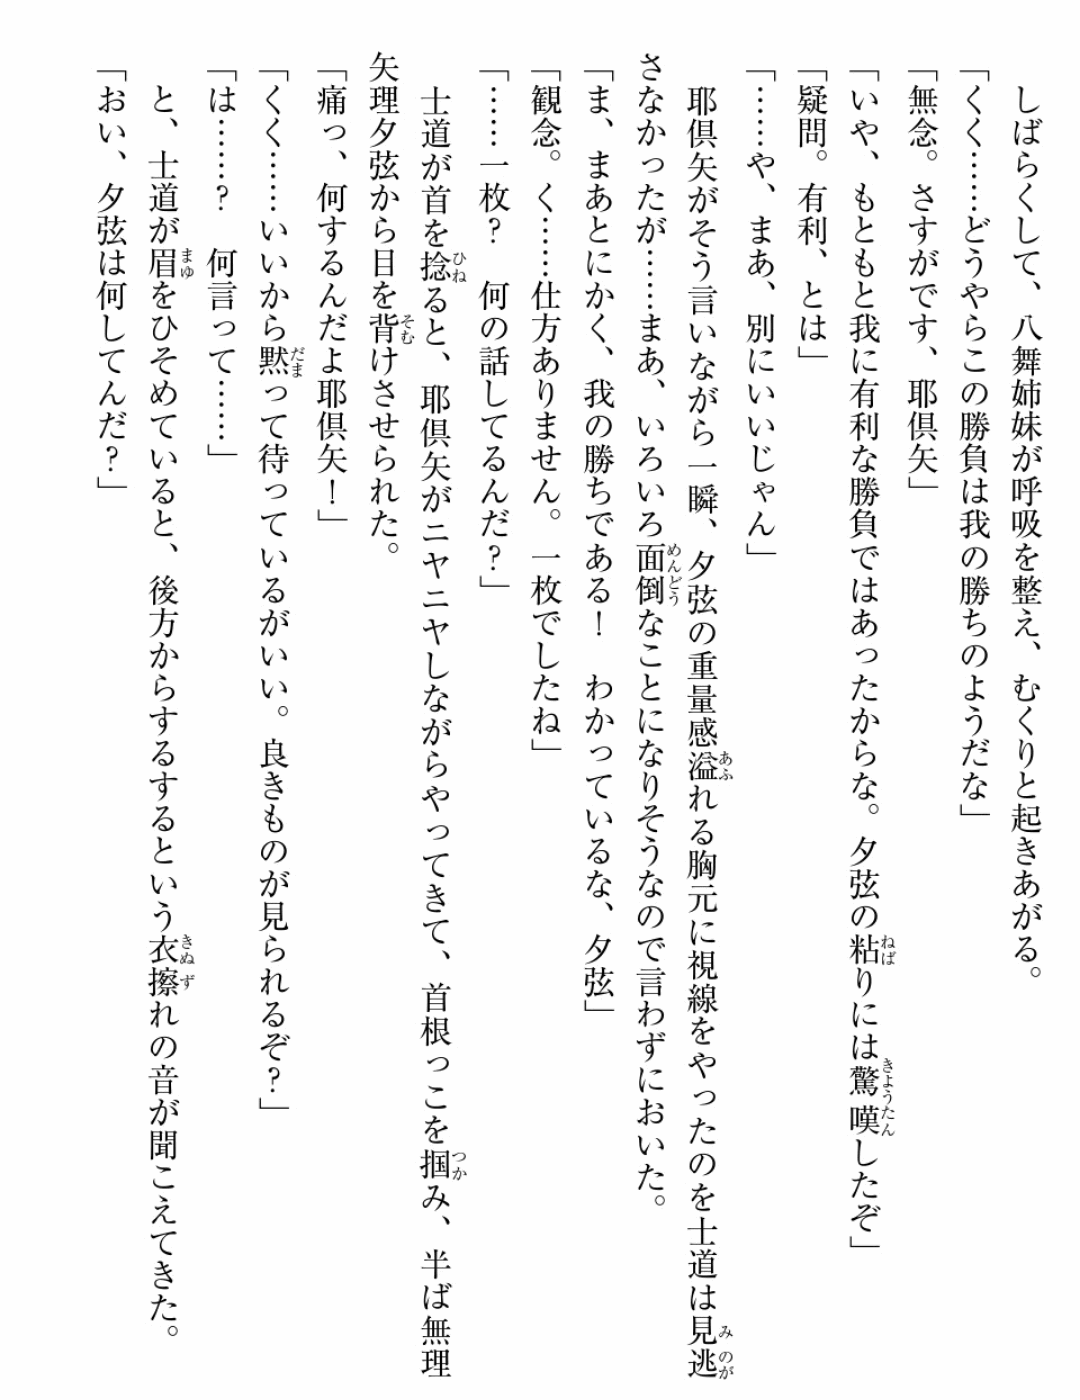 しばらくして、八舞姉妹が呼吸を整え、むくりと起きあがる。
「くく……どうやらこの勝負は我の勝ちのようだな」
「無念。さすがです、耶倶矢」
「いや、もともと我に有利な勝負ではあったからな。夕弦の粘りには驚嘆したぞ」
「疑問。有利、とは」
「……や、まあ、別にいいじゃん」
耶倶矢がそう言いながら一瞬、夕弦の重量感溢れる胸元に視線をやったのを士道は見逃
さなかったが……まあ、いろいろ面倒なことになりそうなので言わずにおいた。
「ま、まあとにかく、我の勝ちである！　わかっているな、夕弦」
「観念。く……仕方ありません。一枚でしたね」
「……一枚？　何の話してるんだ？」
士道が首を捻ると、耶倶矢がニヤニヤしながらやってきて、首根っこを掴み、半ば無理
矢理夕弦から目を背けさせられた。
「痛っ、何するんだよ耶倶矢！」
「くく……いいから黙って待っているがいい。良きものが見られるぞ？」
「は……？　何言って……」
と、士道が眉をひそめていると、後方からするするという衣擦れの音が聞こえてきた。
「おい、夕弦は何してんだ？」